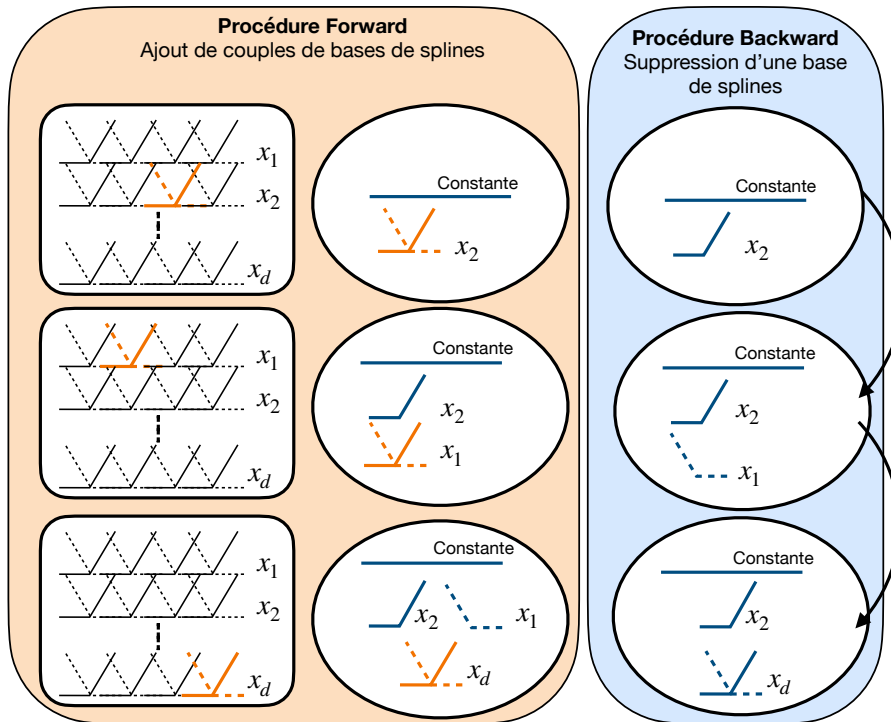 Procédure Forward
Ajout de couples de bases de splines
x1
x2
xd
Constante
x2
x1
x2
xd
Constante
x2
x1
x1
x2
xd
Constante
x2
x1
xd
Procédure Backward
Suppression d'une base
de splines
Constante
x2
Constante
x2
x1
Constante
x2
xd